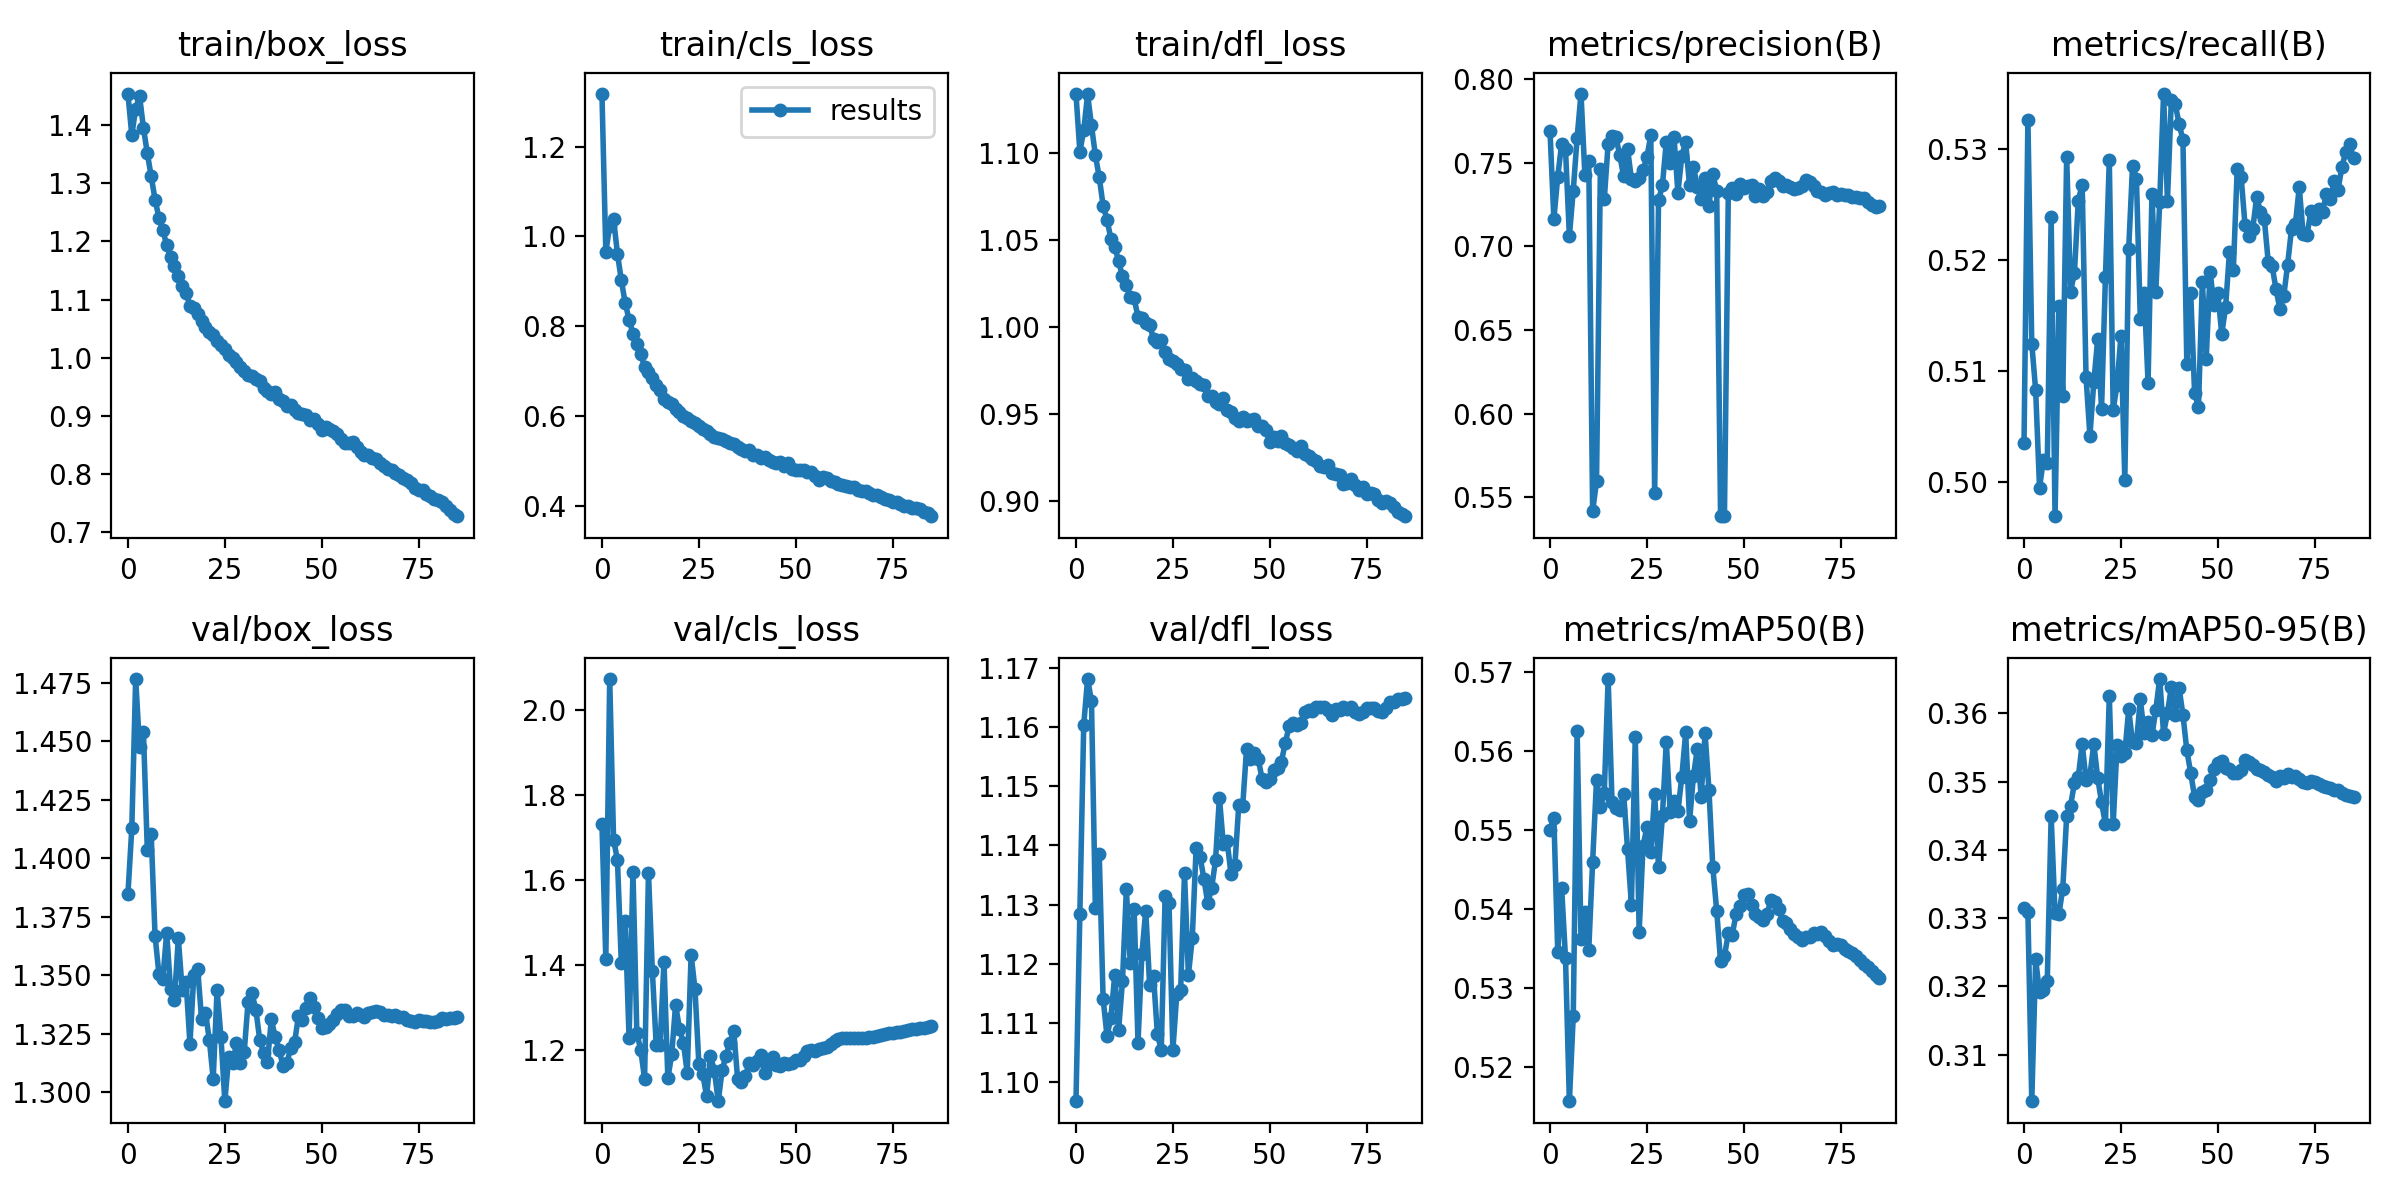 train/box_loss
train/cls_loss
train/dfl_loss
metrics/precision(B)
metrics/recall(B)
1.4
1.3
1.2
1.1
1.0
0.9
0.8
0.7
0 25 50 75
results
1.2
1.0
0.8
0.6
0.4
0 25 50 75
1.10
1.05
1.00
0.95
0.90
0 25 50 75
0.80
0.75
0.70
0.65
0.60
0.55
0 25 50 75
0.53
0.52
0.51
0.50
0 25 50 75
val/box_loss
val/cls_loss
val/dfl_loss
metrics/mAP50(B)
metrics/mAP50-95(B)
1.475
1.450
1.425
1.400
1.375
1.350
1.325
1.300
0 25 50 75
2.0
1.8
1.6
1.4
1.2
0 25 50 75
1.17
1.16
1.15
1.14
1.13
1.12
1.11
1.10
0 25 50 75
0.57
0.56
0.55
0.54
0.53
0.52
0 25 50 75
0.36
0.35
0.34
0.33
0.32
0.31
0 25 50 75